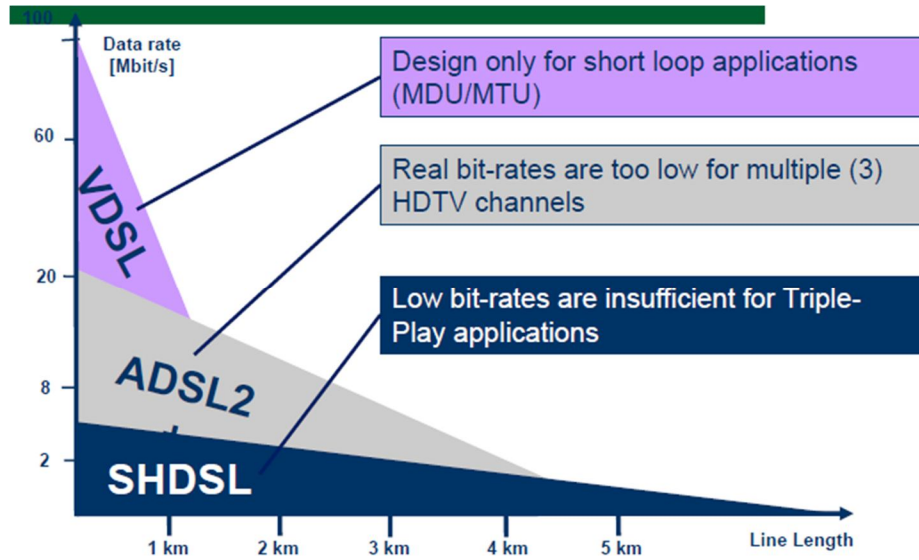 100
Data rate
[Mbit/s]
60
20
8
2
VDSL
ADSL2
+
SHDSL
Design only for short loop applications
(MDU/MTU)
Real bit-rates are too low for multiple (3)
HDTV channels
Low bit-rates are insufficient for Triple-
Play applications
1 km
2 km
3 km
4 km
5 km
Line Length